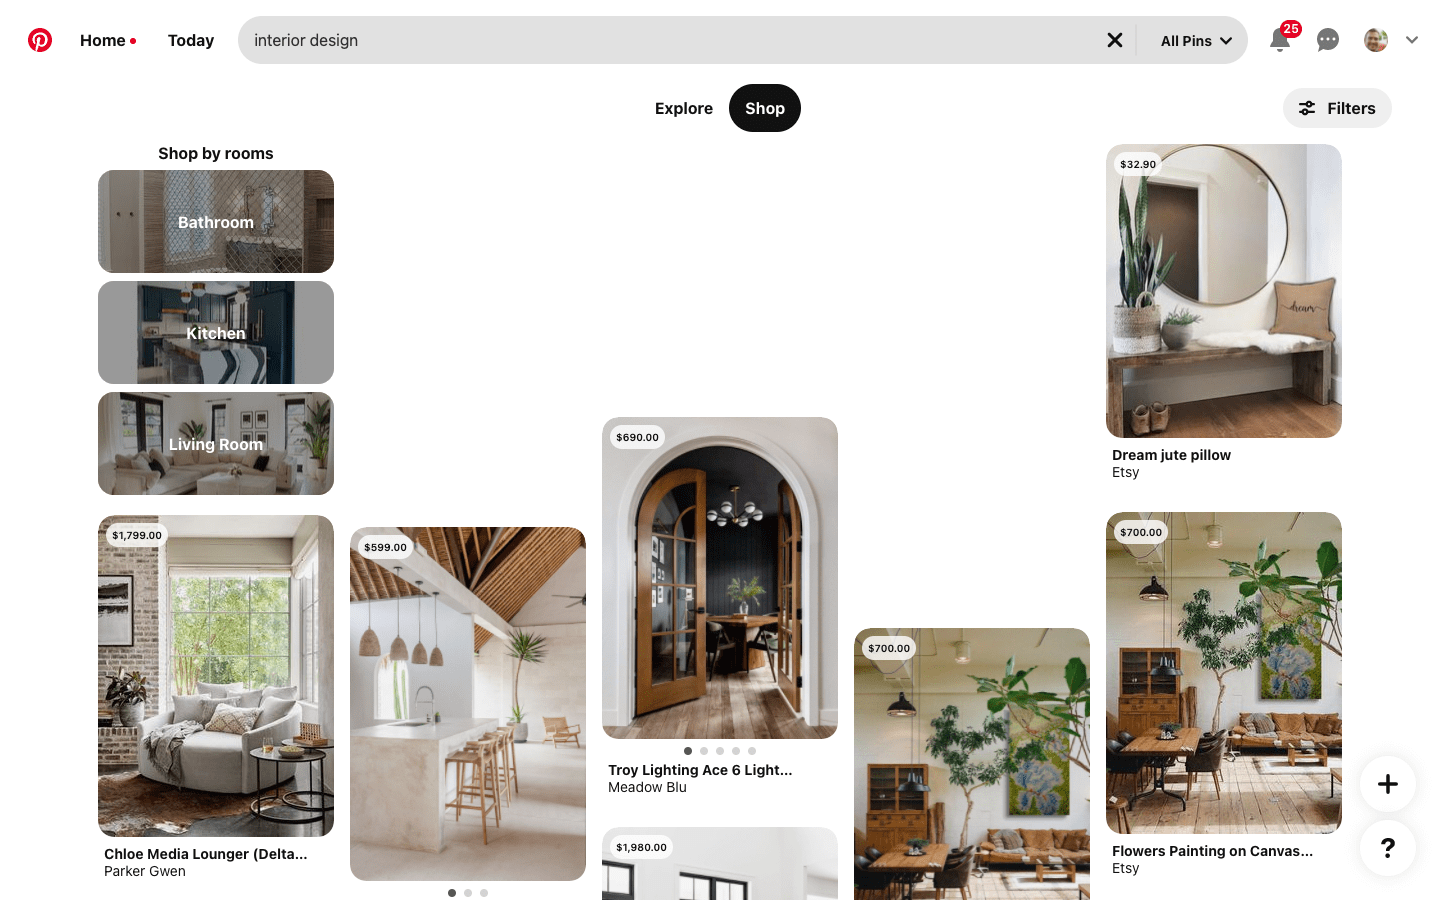 Home
Today
interior design
All Pins
25
Explore
Shop
Filters
Shop by rooms
Bathroom
Kitchen
Living Room
$1,799.00
Chloe Media Lounger (Delta...
Parker Gwen
$599.00
$690.00
Troy Lighting Ace 6 Light...
Meadow Blu
$1,980.00
$700.00
$32.90
dream
Dream jute pillow
Etsy
$700.00
Flowers Painting on Canvas...
Etsy
+
?